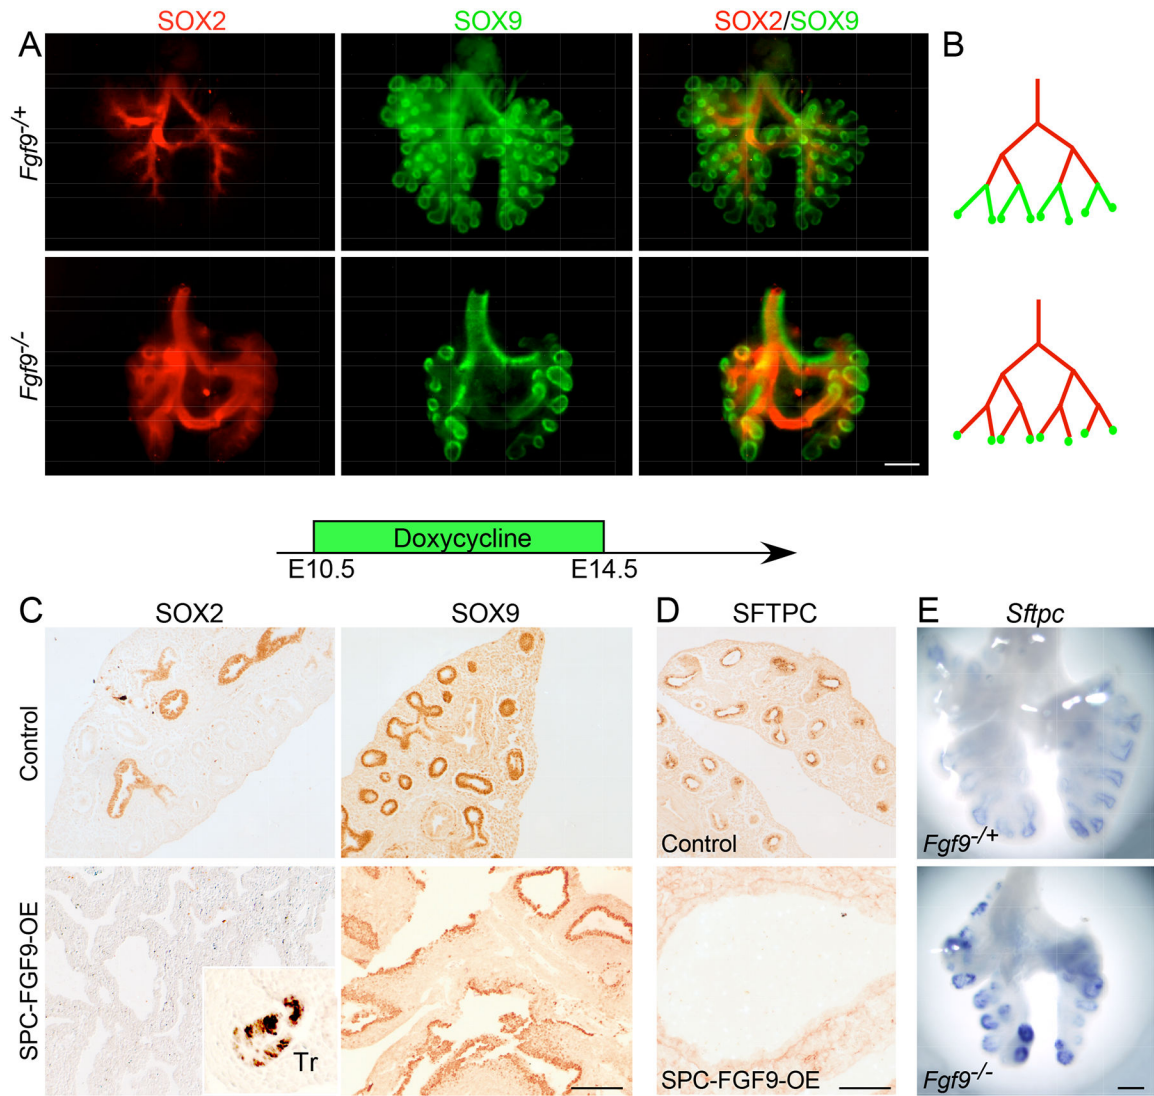 SOX2 SOX9 SOX2/SOX9
A B
Fgf9-/+
Fgf9-/-
Doxycycline
E10.5 E14.5
C SOX2 SOX9 D SFTPC E Sftpc
Control
Control
Fgf9-/+
SPC-FGF9-OE
Tr
SPC-FGF9-OE
Fgf9-/-